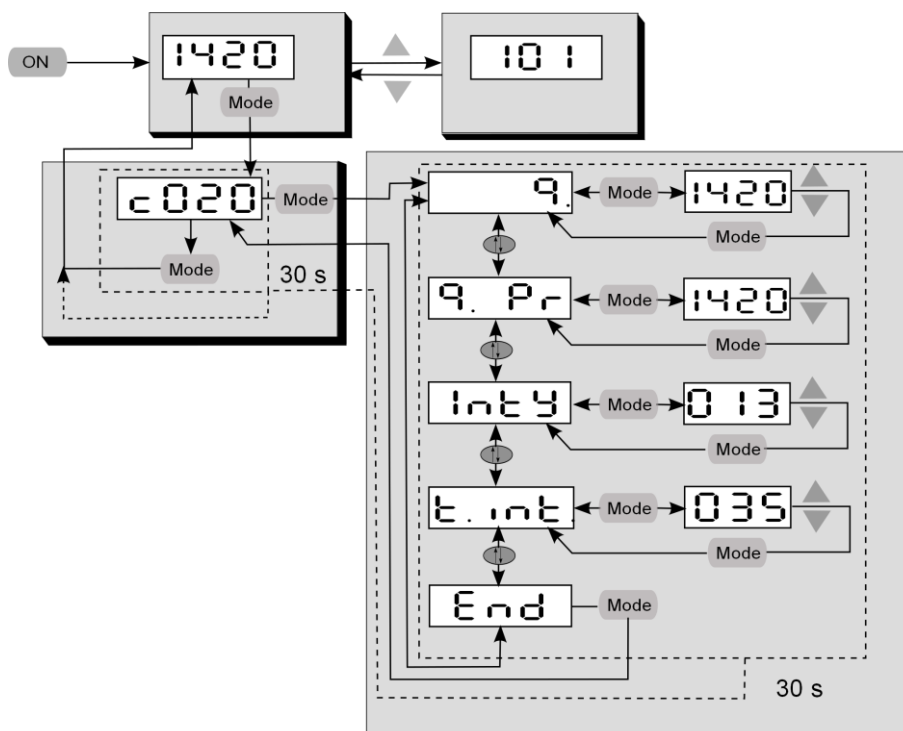 ON
1420
Mode
101
c020
Mode
Mode
30 s
q.
Mode
1420
Mode
q. Pr
Mode
1420
Mode
IntY
Mode
013
Mode
t.int.
Mode
035
Mode
End
Mode
30 s